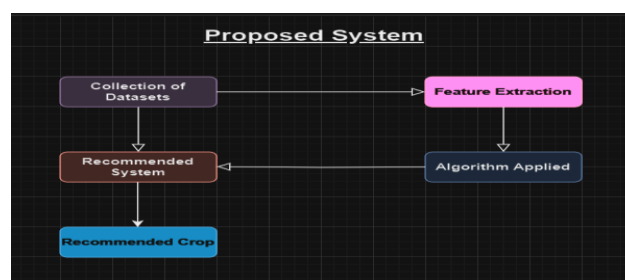 Proposed System
Collection of
Datasets
Feature Extraction
Recommended
System
Algorithm Applied
Recommended Crop